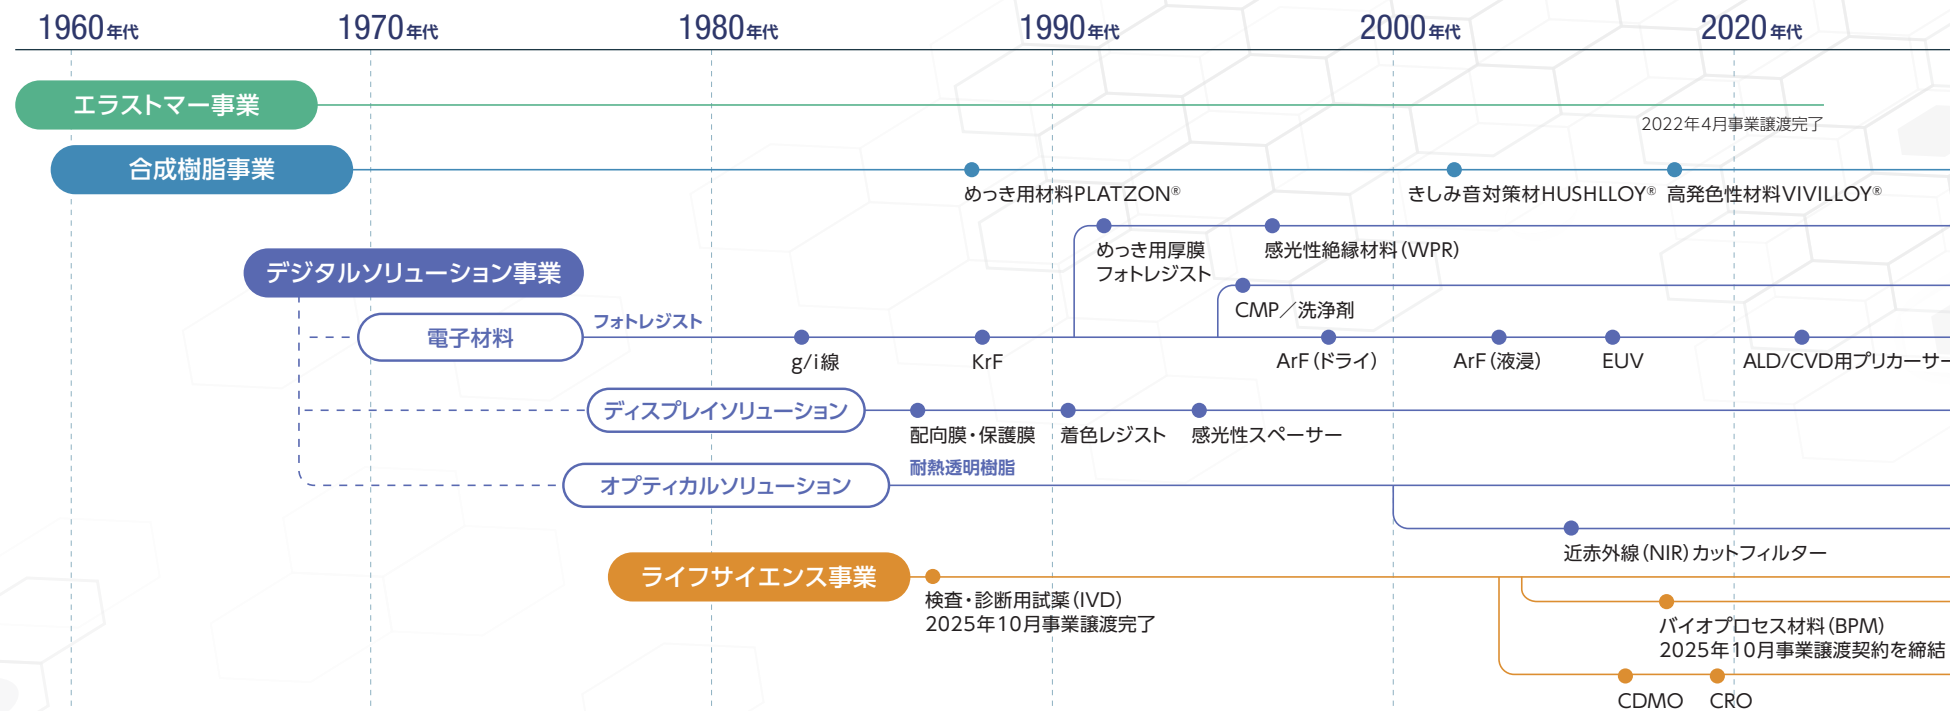 1960年代
1970年代
1980年代
1990年代
2000年代
2020年代
エラストマー事業
2022年4月事業譲渡完了
合成樹脂事業
めっき用材料PLATZON®
きしみ音対策材HUSHLLOY®
高発色性材料VIVILLOY®
デジタルソリューション事業
めっき用厚膜
フォトレジスト
感光性絶縁材料(WPR)
CMP／洗浄剤
電子材料
フォトレジスト
g/i線
KrF
ArF(ドライ)
ArF(液浸)
EUV
ALD/CVD用プリカーサー
ディスプレイソリューション
配向膜・保護膜
着色レジスト
感光性スペーサー
オプティカルソリューション
耐熱透明樹脂
近赤外線(NIR)カットフィルター
ライフサイエンス事業
検査・診断用試薬(IVD)
2025年10月事業譲渡完了
バイオプロセス材料(BPM)
2025年10月事業譲渡契約を締結
CDMO
CRO